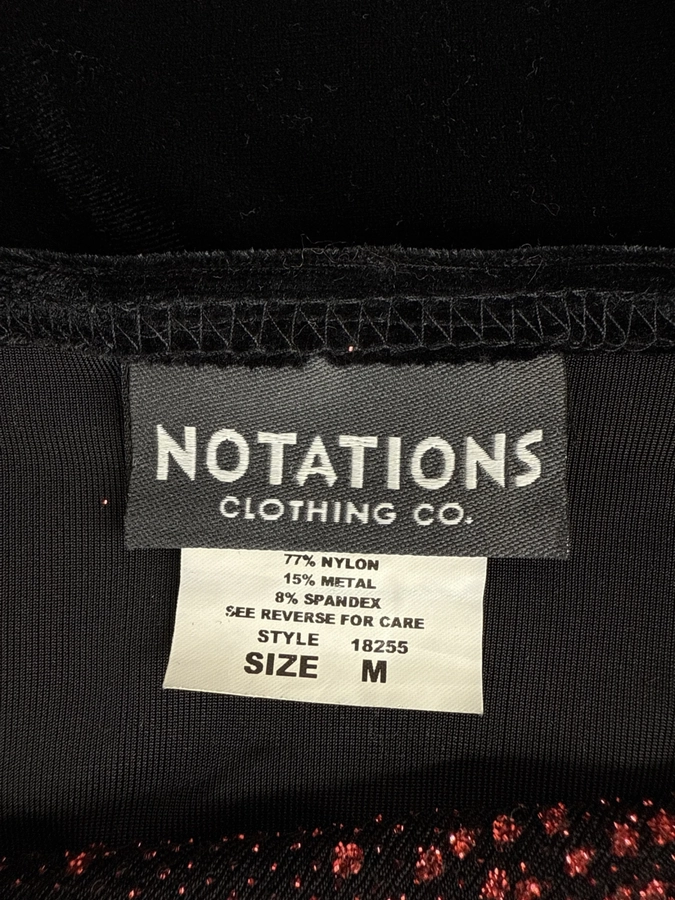 NOTATIONS
CLOTHING CO.
77% NYLON
15% METAL
8% SPANDEX
SEE REVERSE FOR CARE
STYLE 18255
SIZE M